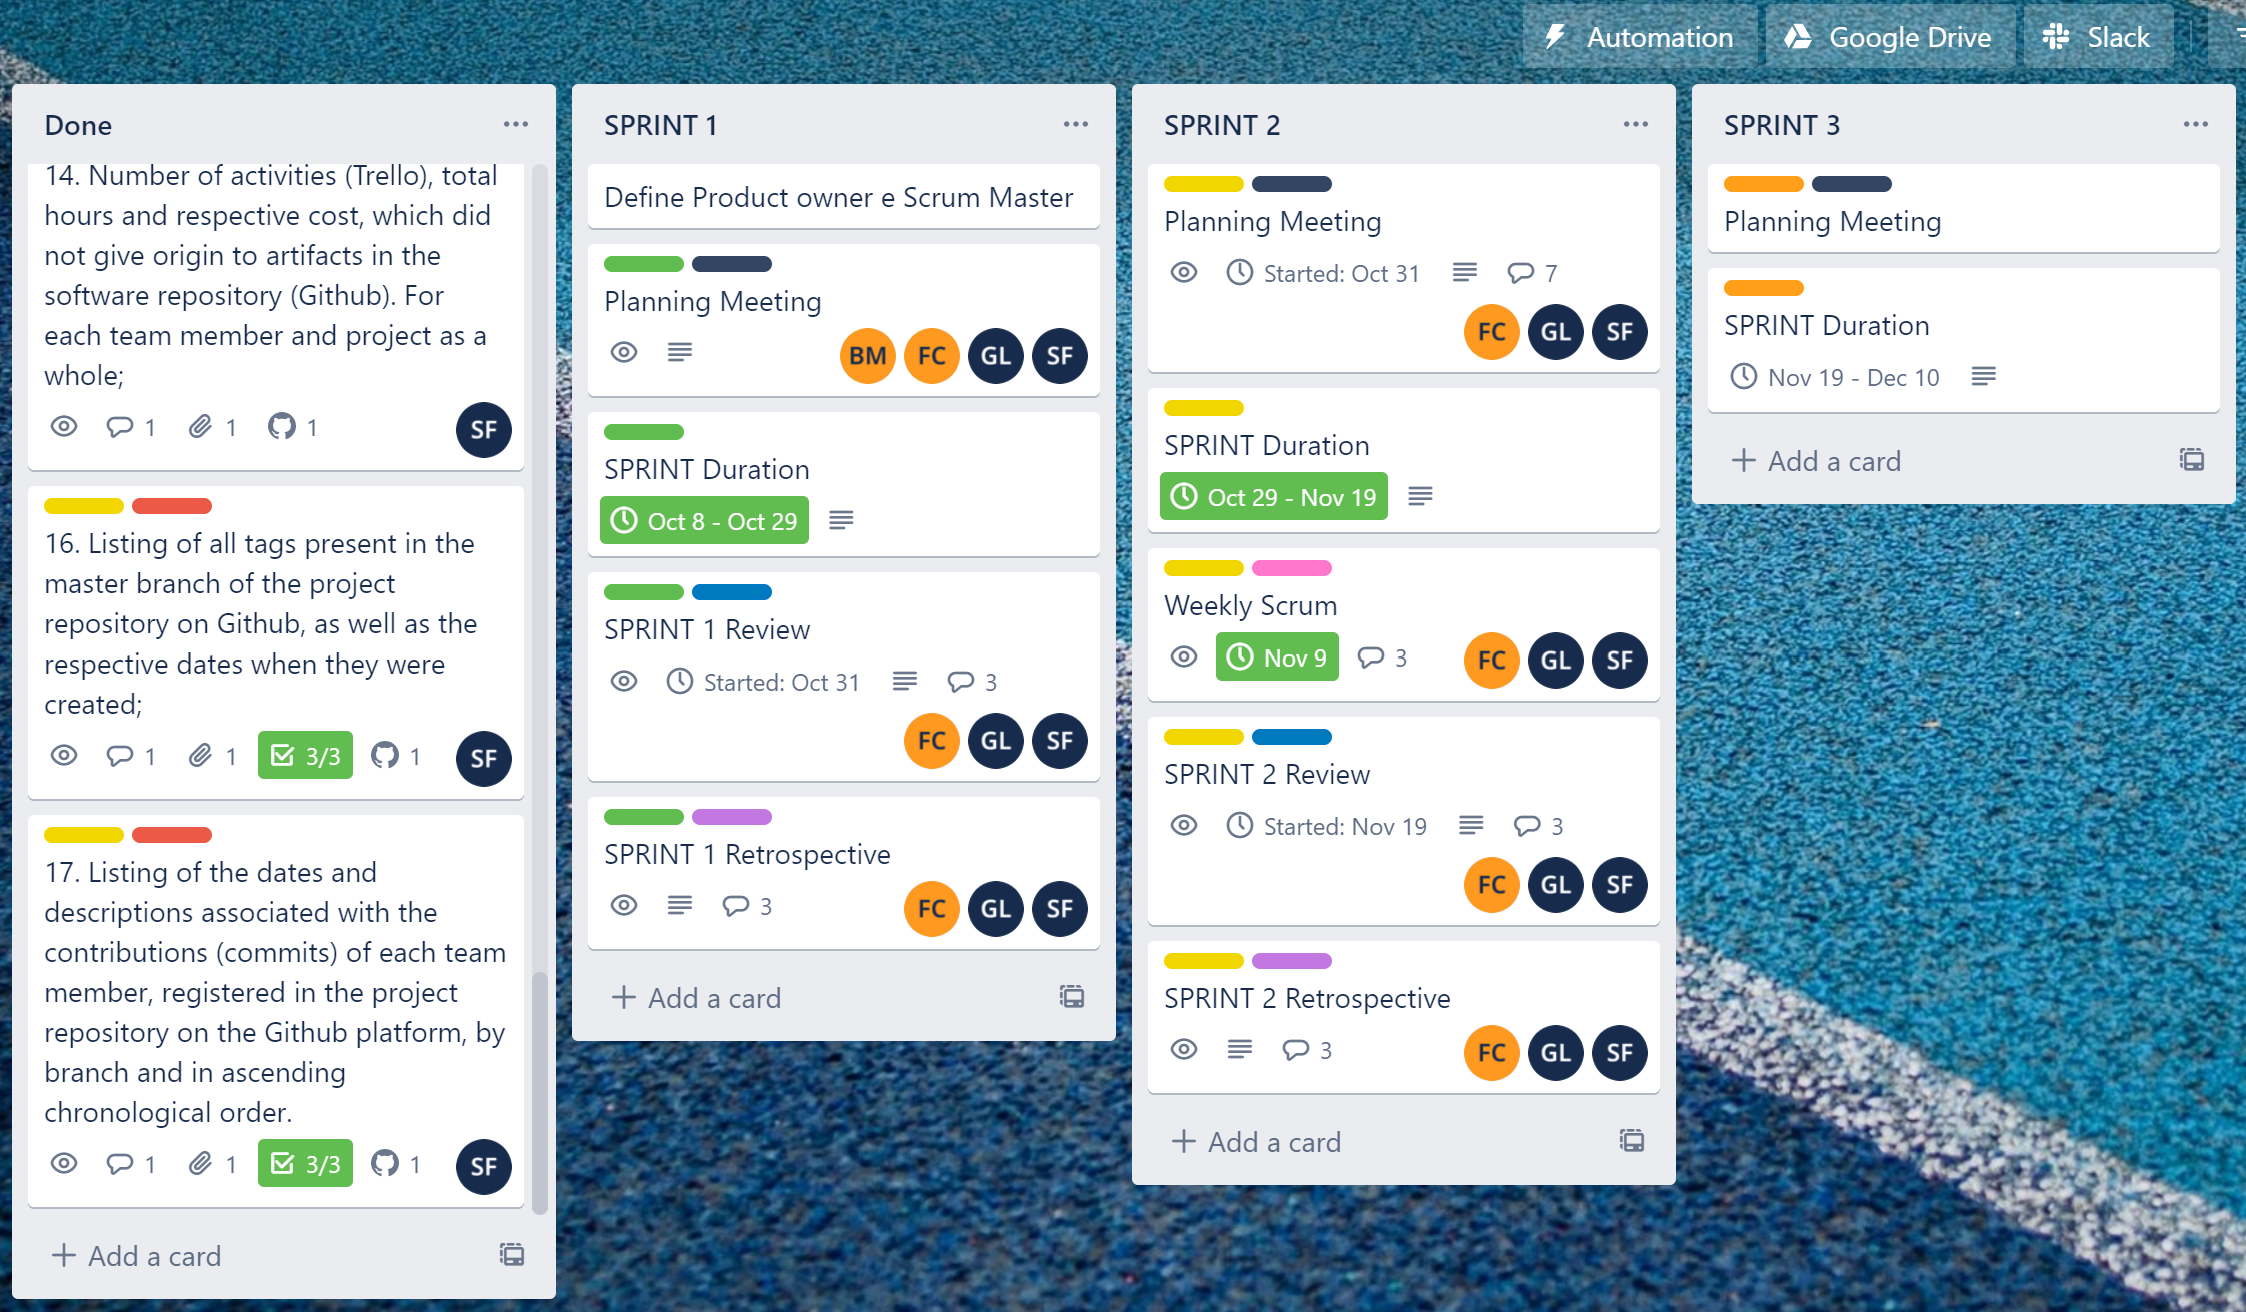 Automation
Google Drive
Slack
Done
14. Number of activities (Trello), total
hours and respective cost, which did
not give origin to artifacts in the
software repository (Github). For
each team member and project as a
whole;
1
1
1
SF
16. Listing of all tags present in the
master branch of the project
repository on Github, as well as the
respective dates when they were
created;
1
1
3/3
1
SF
17. Listing of the dates and
descriptions associated with the
contributions (commits) of each team
member, registered in the project
repository on the Github platform, by
branch and in ascending
chronological order.
1
1
3/3
1
SF
+ Add a card
SPRINT 1
Define Product owner e Scrum Master
Planning Meeting
BM
FC
GL
SF
SPRINT Duration
Oct 8 - Oct 29
SPRINT 1 Review
Started: Oct 31
3
FC
GL
SF
SPRINT 1 Retrospective
3
FC
GL
SF
+ Add a card
SPRINT 2
Planning Meeting
Started: Oct 31
7
FC
GL
SF
SPRINT Duration
Oct 29 - Nov 19
Weekly Scrum
Nov 9
3
FC
GL
SF
SPRINT 2 Review
Started: Nov 19
3
FC
GL
SF
SPRINT 2 Retrospective
3
FC
GL
SF
+ Add a card
SPRINT 3
Planning Meeting
SPRINT Duration
Nov 19 - Dec 10
+ Add a card